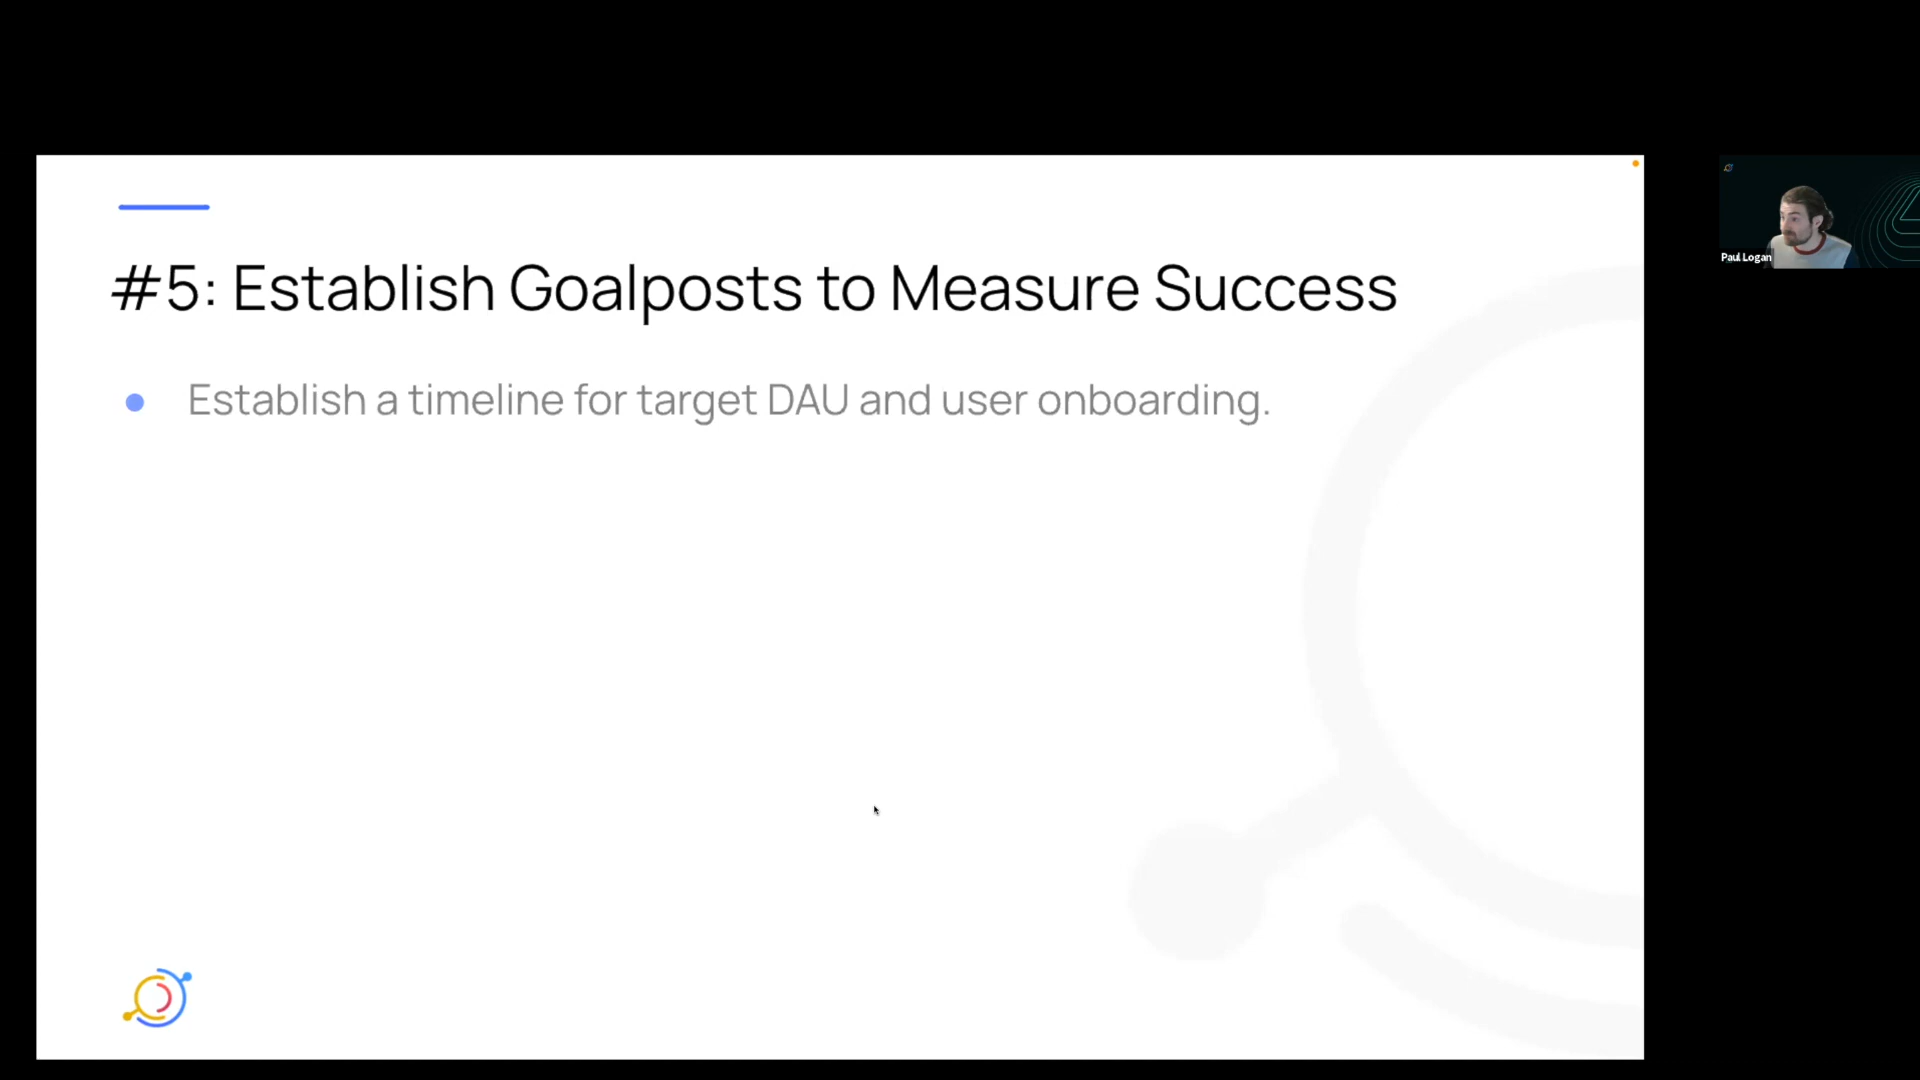 #5: Establish Goalposts to Measure Success
Establish a timeline for target DAU and user onboarding.
Paul Logan